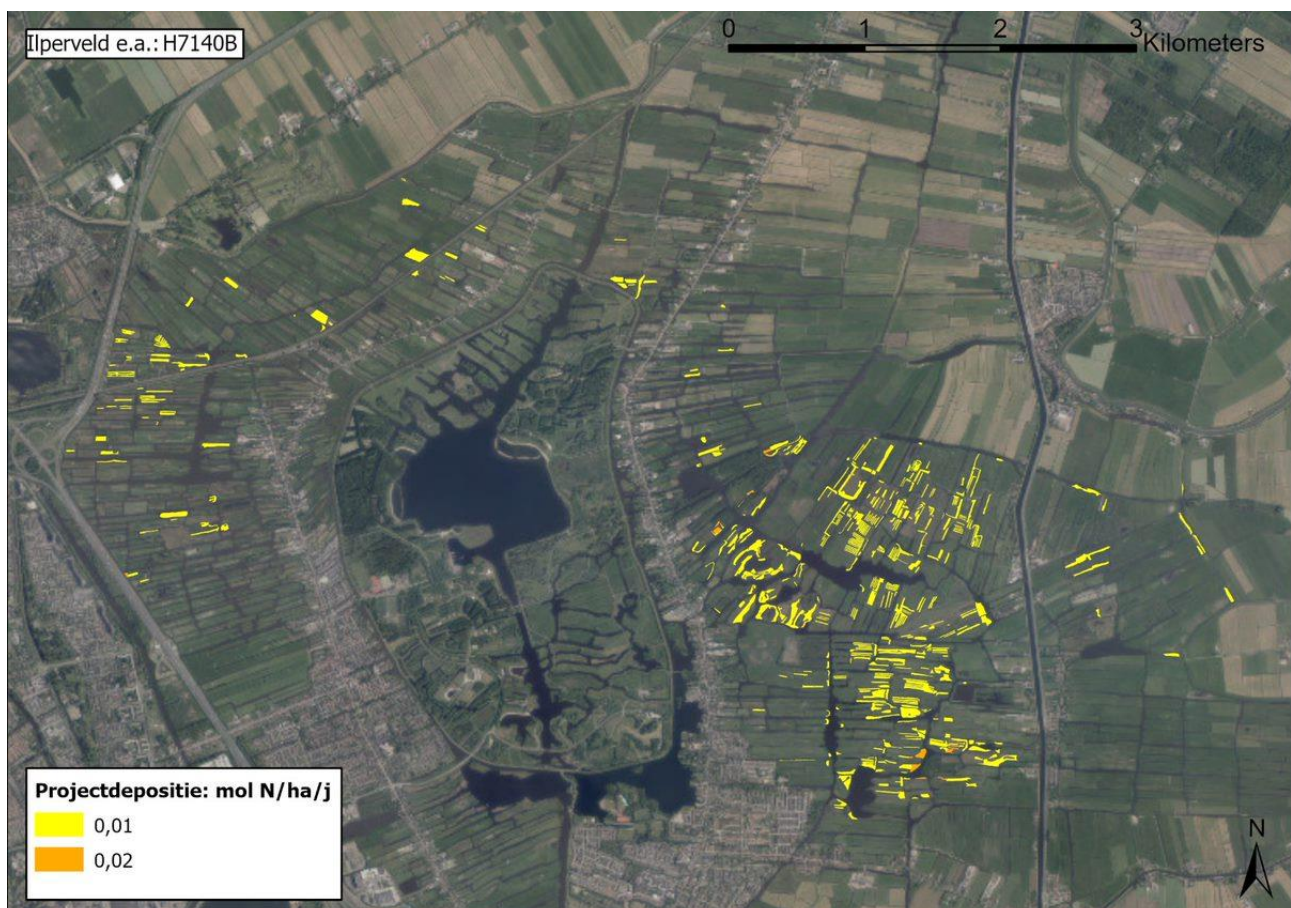 Ilperveld e.a.: H7140B
0 1 2 3 Kilometers
Projectdepositie: mol N/ha/j
0,01
0,02
N